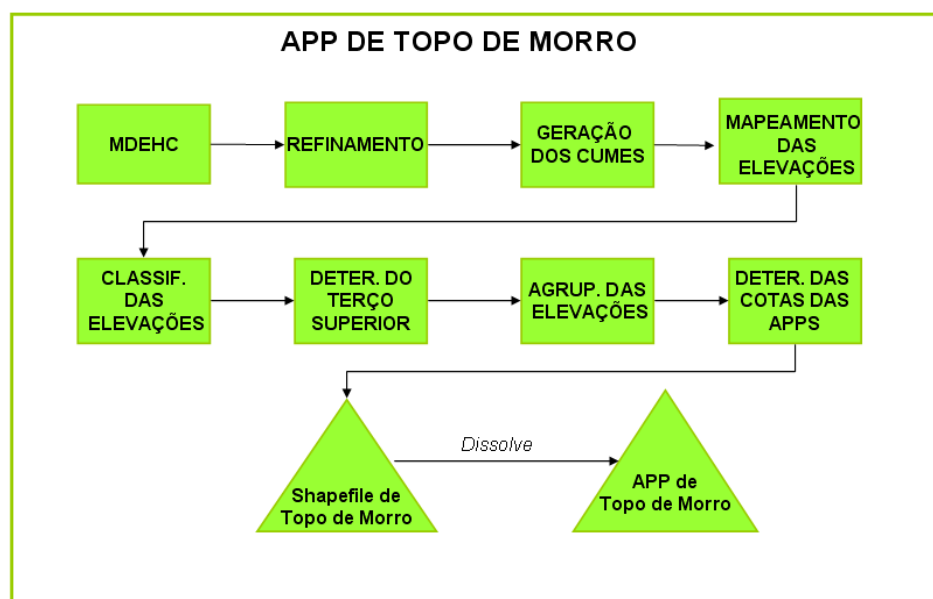 APP DE TOPO DE MORRO
MDEHC
REFINAMENTO
GERAÇÃO
DOS CUMES
MAPEAMENTO
DAS
ELEVAÇÕES
CLASSIF.
DAS
ELEVAÇÕES
DETER. DO
TERÇO
SUPERIOR
AGRUP. DAS
ELEVAÇÕES
DETER. DAS
COTAS DAS
APPS
Shapefile de
Topo de Morro
Dissolve
APP de
Topo de Morro